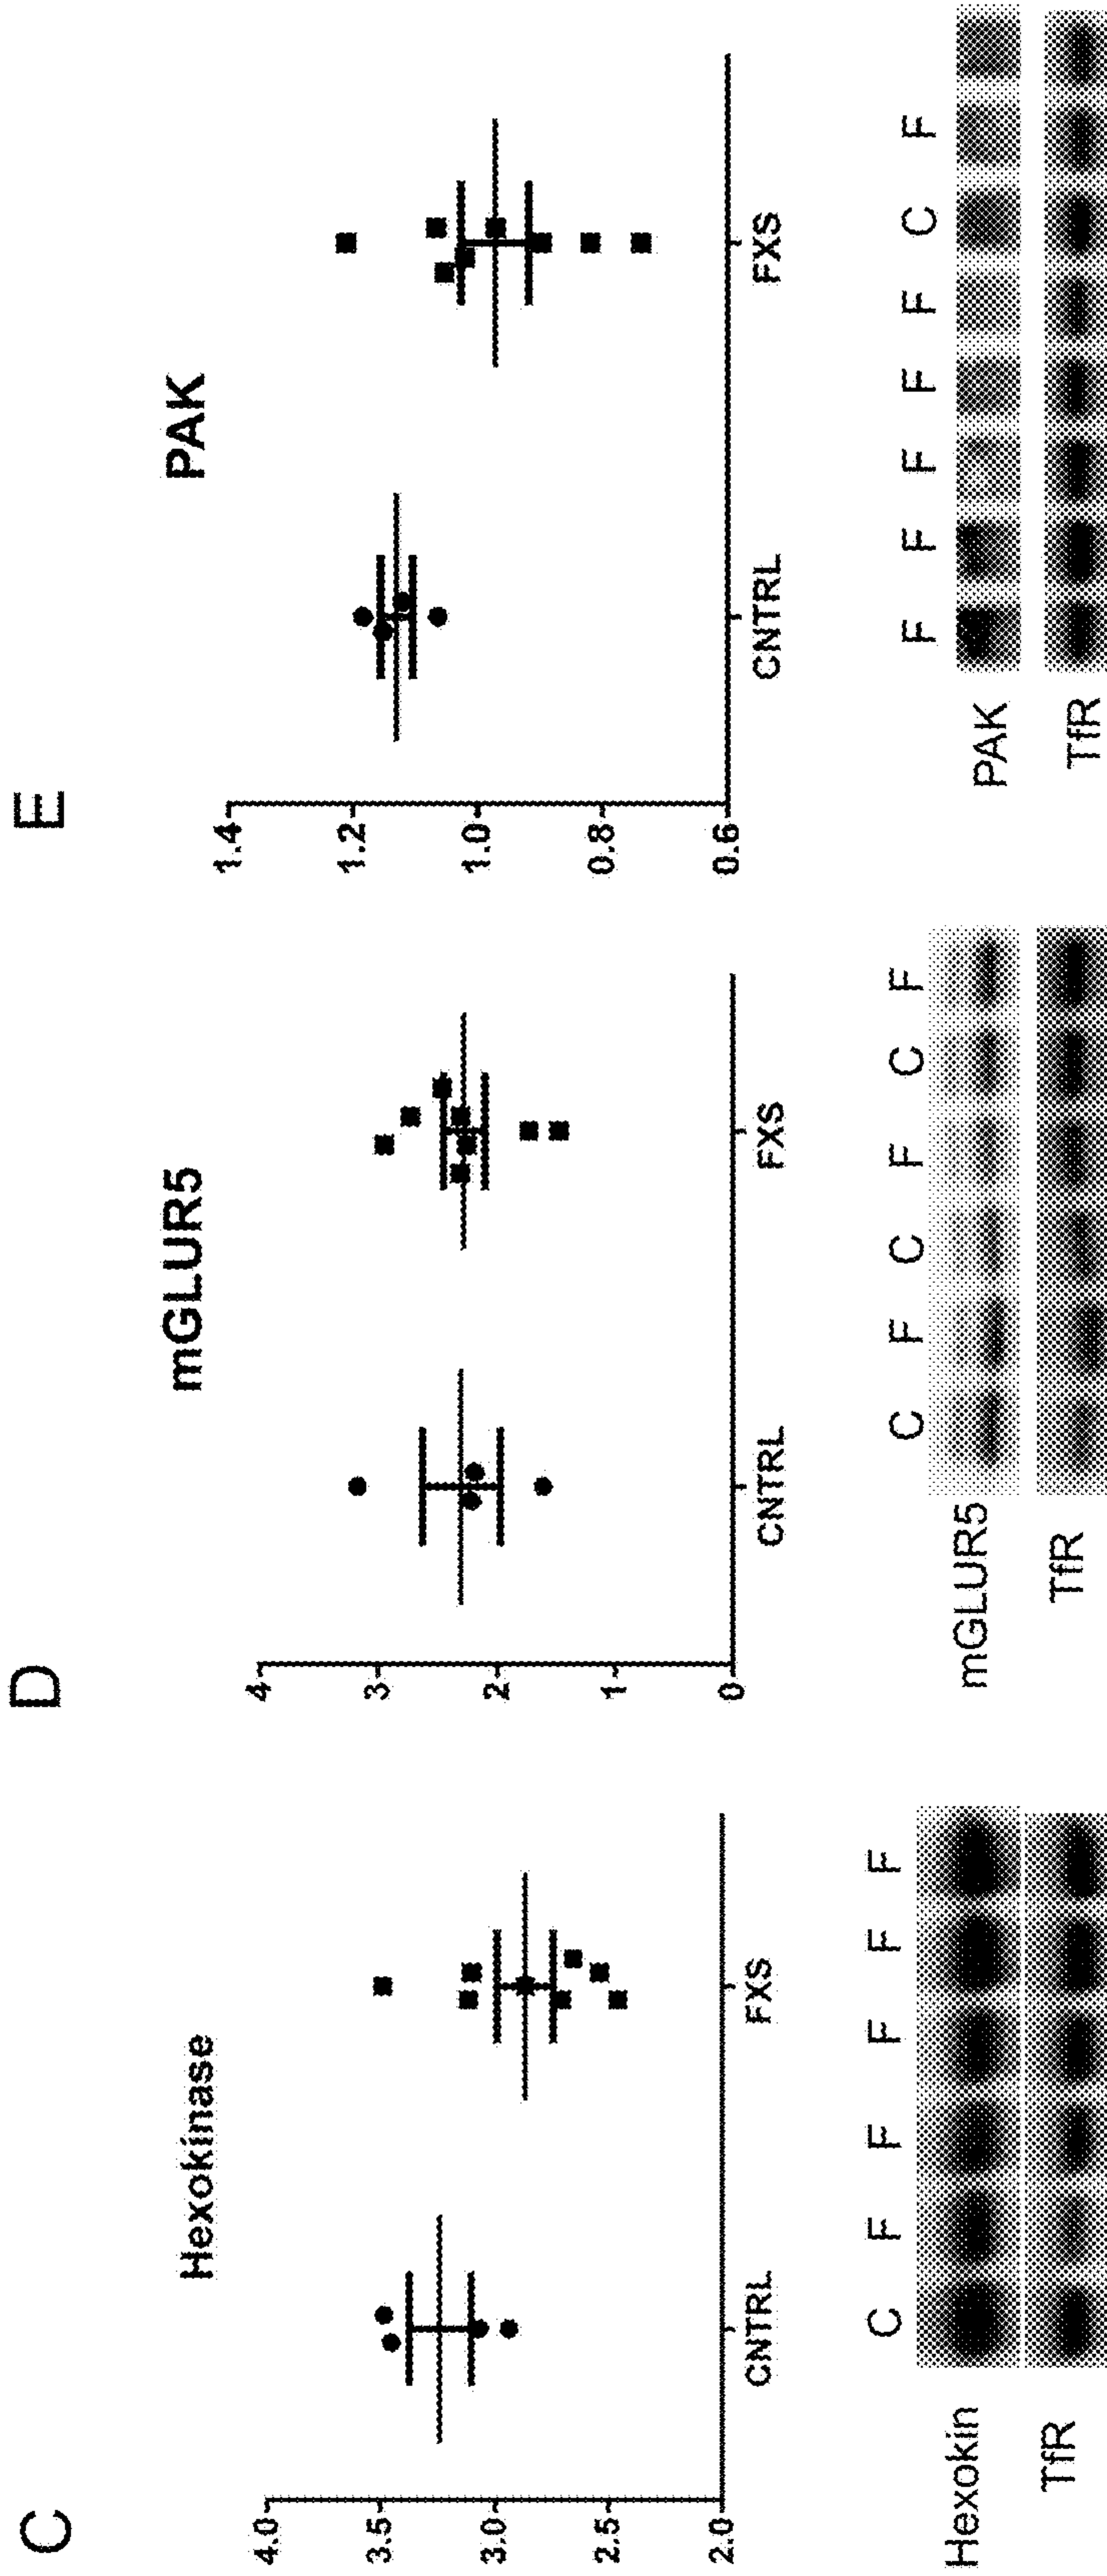 C
Hexokinase
4.0
3.5
3.0
2.5
2.0
CNTRL FXS
C F F F F F
Hexokin
TfR
D
mGLUR5
4
3
2
1
0
CNTRL FXS
C F C F C F
mGLUR5
TfR
E
PAK
1.4
1.2
1.0
0.8
0.6
CNTRL FXS
F F F F F C F
PAK
TfR